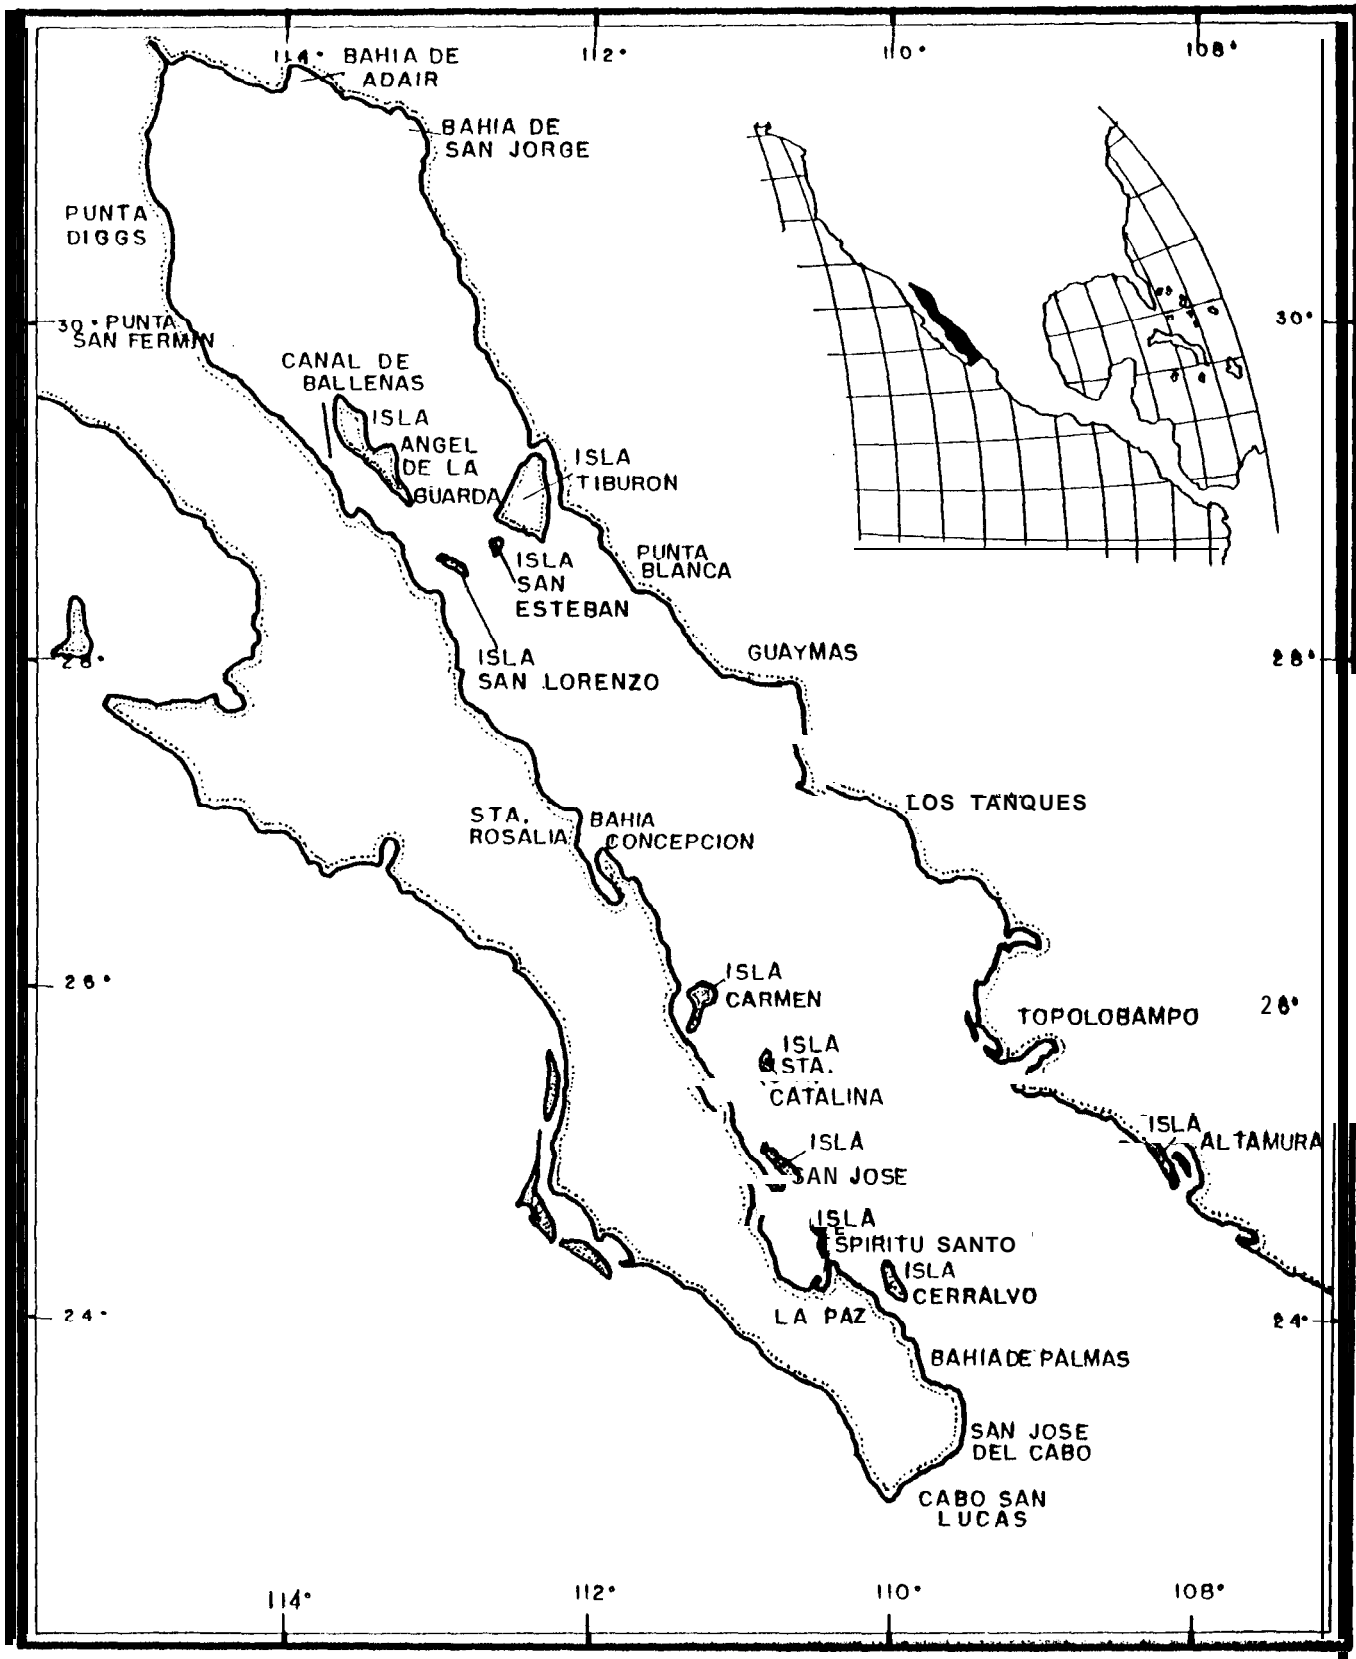 114° 112° 110° 108°
BAHIA DE
ADAIR
BAHIA DE
SAN JORGE
PUNTA
DIGGS
30° PUNTA
SAN FERMIN
30°
CANAL DE
BALLENAS
ISLA
ANGEL
DE LA
GUARDA
ISLA
TIBURON
ISLA
SAN
ESTEBAN
PUNTA
BLANCA
28°
ISLA
SAN LORENZO
GUAYMAS
28°
STA.
ROSALIA
BAHIA
CONCEPCION
LOS TANQUES
26°
ISLA
CARMEN
TOPOLOBAMPO
26°
ISLA
STA.
CATALINA
ISLA
SAN JOSE
ISLA
ALTAMURA
ISLA
ESPIRITU SANTO
ISLA
CERRALVO
24°
LA PAZ
24°
BAHIA DE PALMAS
SAN JOSE
DEL CABO
CABO SAN
LUCAS
114° 112° 110° 108°